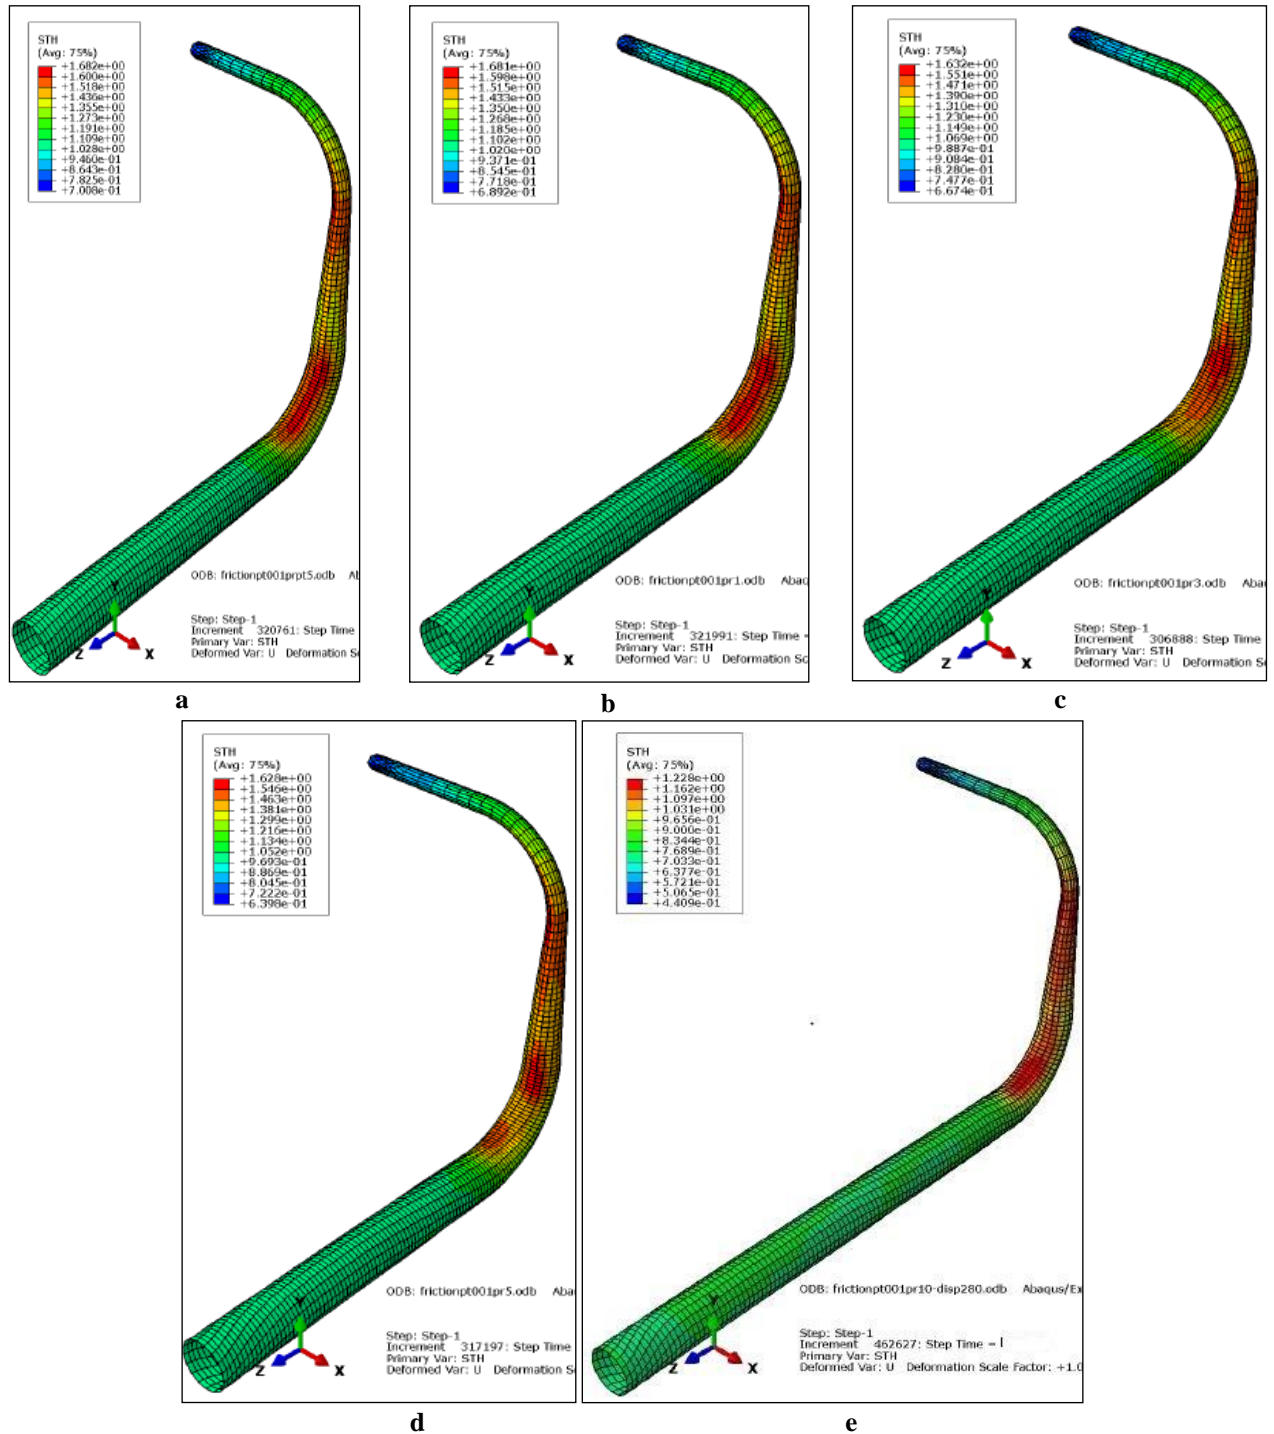 STH
(Avg: 75%)
+1.682e+00
+1.600e+00
+1.518e+00
+1.436e+00
+1.355e+00
+1.273e+00
+1.191e+00
+1.109e+00
+1.028e+00
+9.460e-01
+8.643e-01
+7.825e-01
+7.008e-01
ODB: frictionpt001prpt5.odb Al
Step: Step-1
Increment 320761: Step Time
Primary Var: STH
Deformed Var: U Deformation Sc
Y
Z
X
a
STH
(Avg: 75%)
+1.681e+00
+1.598e+00
+1.515e+00
+1.433e+00
+1.350e+00
+1.268e+00
+1.185e+00
+1.102e+00
+1.020e+00
+9.371e-01
+8.545e-01
+7.718e-01
+6.892e-01
ODB: frictionpt001pr1.odb Abaq
Step: Step-1
Increment 321991: Step Time =
Primary Var: STH
Deformed Var: U Deformation Sc
Y
Z
X
b
STH
(Avg: 75%)
+1.632e+00
+1.551e+00
+1.471e+00
+1.390e+00
+1.310e+00
+1.230e+00
+1.149e+00
+1.069e+00
+9.887e-01
+9.084e-01
+8.280e-01
+7.477e-01
+6.674e-01
ODB: frictionpt001pr3.odb Aba
Step: Step-1
Increment 306888: Step Time
Primary Var: STH
Deformed Var: U Deformation S
Y
Z
X
c
STH
(Avg: 75%)
+1.628e+00
+1.546e+00
+1.463e+00
+1.381e+00
+1.299e+00
+1.216e+00
+1.134e+00
+1.052e+00
+9.693e-01
+8.869e-01
+8.045e-01
+7.222e-01
+6.398e-01
ODB: frictionpt001pr5.odb Aba
Step: Step-1
Increment 317197: Step Time
Primary Var: STH
Deformed Var: U Deformation S
Y
Z
X
d
STH
(Avg: 75%)
+1.228e+00
+1.162e+00
+1.097e+00
+1.031e+00
+9.656e-01
+9.000e-01
+8.344e-01
+7.689e-01
+7.033e-01
+6.377e-01
+5.721e-01
+5.065e-01
+4.409e-01
ODB: frictionpt001pr10-disp280.odb Abaqus/Ex
Step: Step-1
Increment 462627: Step Time =
Primary Var: STH
Deformed Var: U Deformation Scale Factor: +1.0
Y
Z
X
e